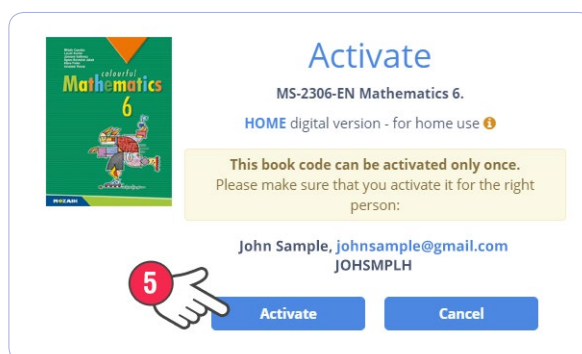 colourful
Mathematics
6
MOZAIK
Activate
MS-2306-EN Mathematics 6.
HOME digital version - for home use
This book code can be activated only once.
Please make sure that you activate it for the right
person:
John Sample, johnsample@gmail.com
JOHSMPLH
5
Activate
Cancel